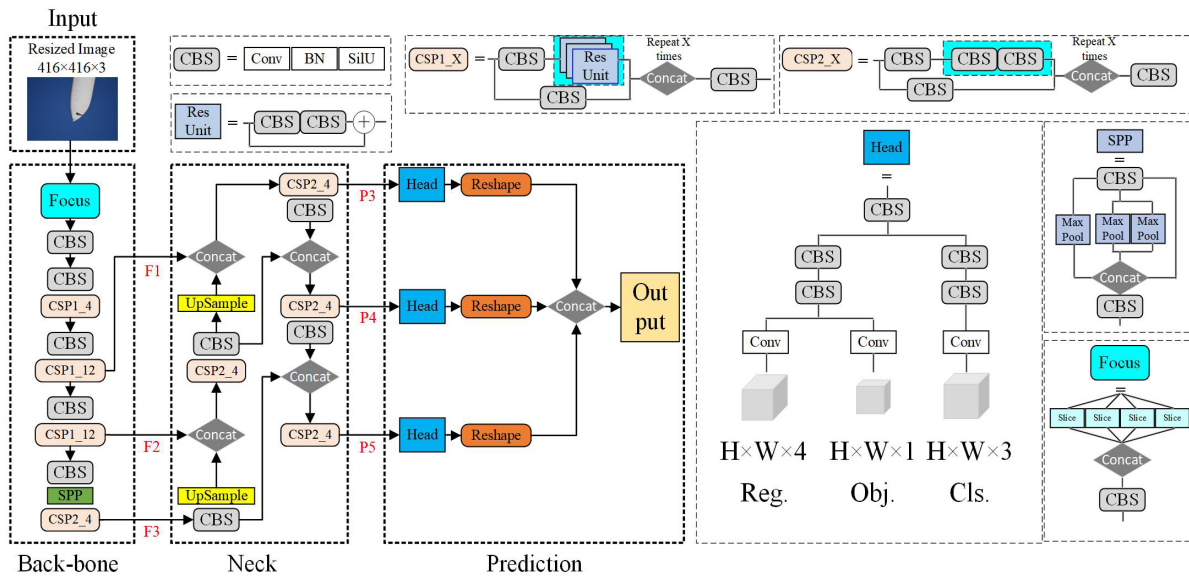 Input
Resized Image
416×416×3
CBS = Conv BN SiLU
Res
Unit
= CBS CBS +
CSP1_X = CBS
Res
Unit
CBS
Repeat X
times
Concat
CBS
CSP2_X = CBS
CBS CBS
CBS
Repeat X
times
Concat
CBS
Focus
CBS
CBS
CSP1_4
CBS
CSP1_12
CBS
CSP1_12
CBS
SPP
CSP2_4
Back-bone
F1
F2
F3
Concat
UpSample
CBS
CSP2_4
Concat
UpSample
CBS
CSP2_4
CBS
Concat
CSP2_4
CBS
Concat
CSP2_4
Neck
P3
P4
P5
Head
Reshape
Head
Reshape
Head
Reshape
Concat
Out
put
Prediction
Head
=
CBS
CBS
CBS
CBS
CBS
Conv
Conv
Conv
H×W×4
H×W×1
H×W×3
Reg.
Obj.
Cls.
SPP
=
CBS
Max
Pool
Max
Pool
Max
Pool
Concat
CBS
Focus
=
Slice
Slice
Slice
Slice
Concat
CBS